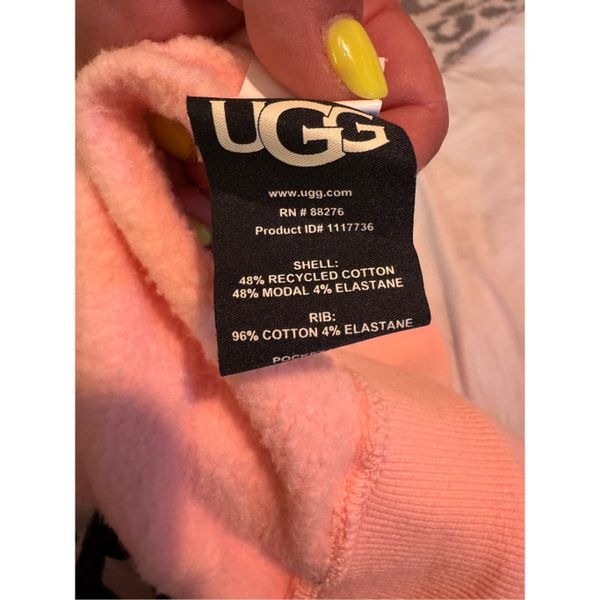 UGG
www.ugg.com
RN # 88276
Product ID# 1117736
SHELL:
48% RECYCLED COTTON
48% MODAL 4% ELASTANE
RIB:
96% COTTON 4% ELASTANE